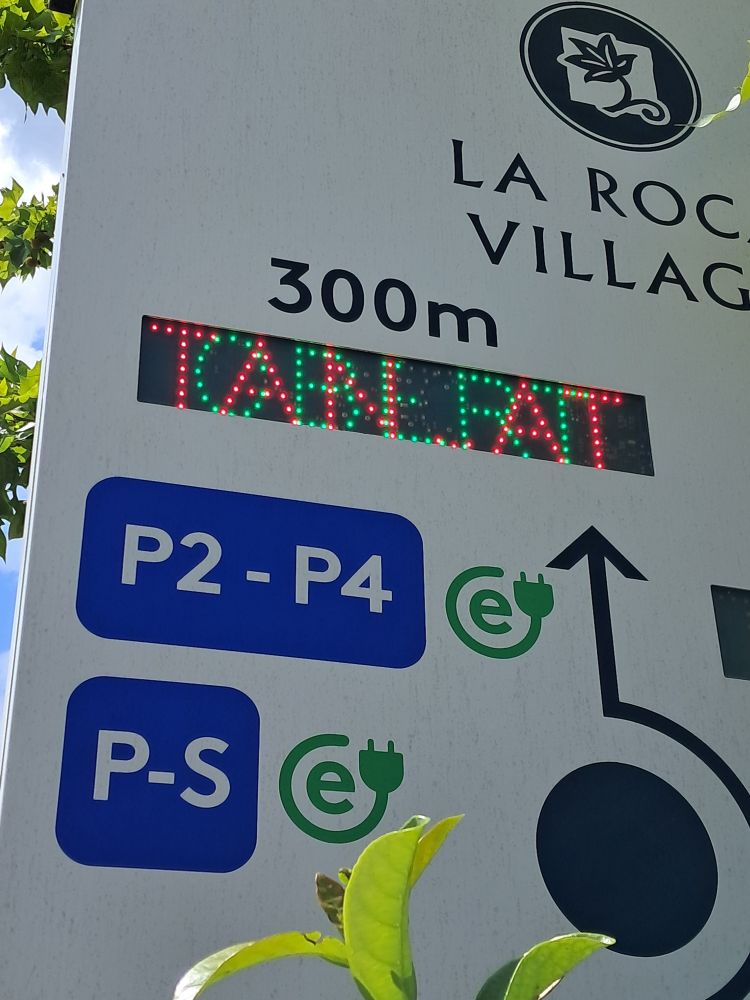 LA ROC
VILLAG
300m
P2 - P4
e
P-S
e